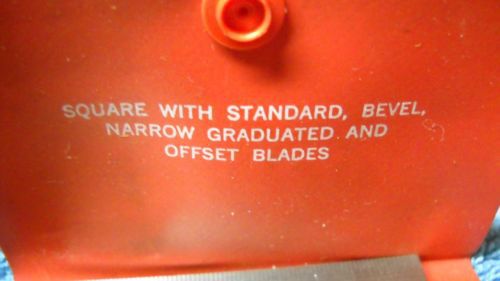 SQUARE WITH STANDARD, BEVEL,
NARROW GRADUATED AND
OFFSET BLADES